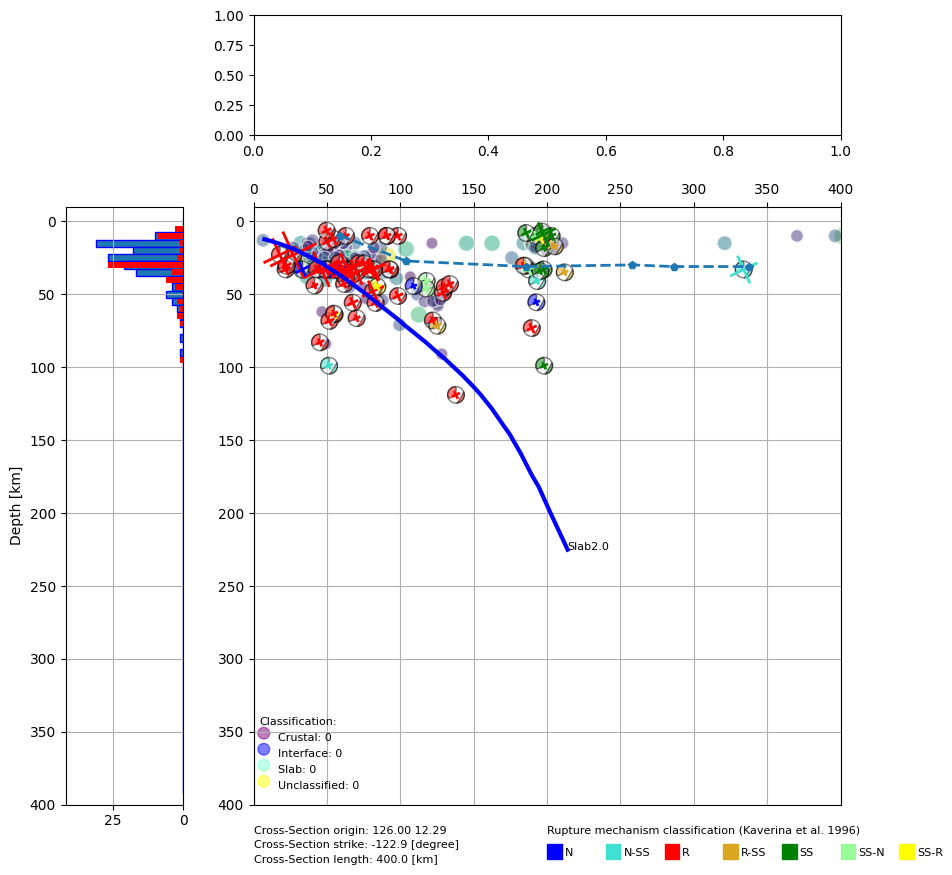 1.00
0.75
0.50
0.25
0.00
0.0 0.2 0.4 0.6 0.8 1.0
0 50 100 150 200 250 300 350 400
0 0
50 50
100 100
150 150
200 200
250 250
300 300
350 350
400 400
Depth [km]
Slab2.0
Classification:
Crustal: 0
Interface: 0
Slab: 0
Unclassified: 0
25 0
Cross-Section origin: 126.00 12.29
Cross-Section strike: -122.9 [degree]
Cross-Section length: 400.0 [km]
Rupture mechanism classification (Kaverina et al. 1996)
N N-SS R R-SS SS SS-N SS-R